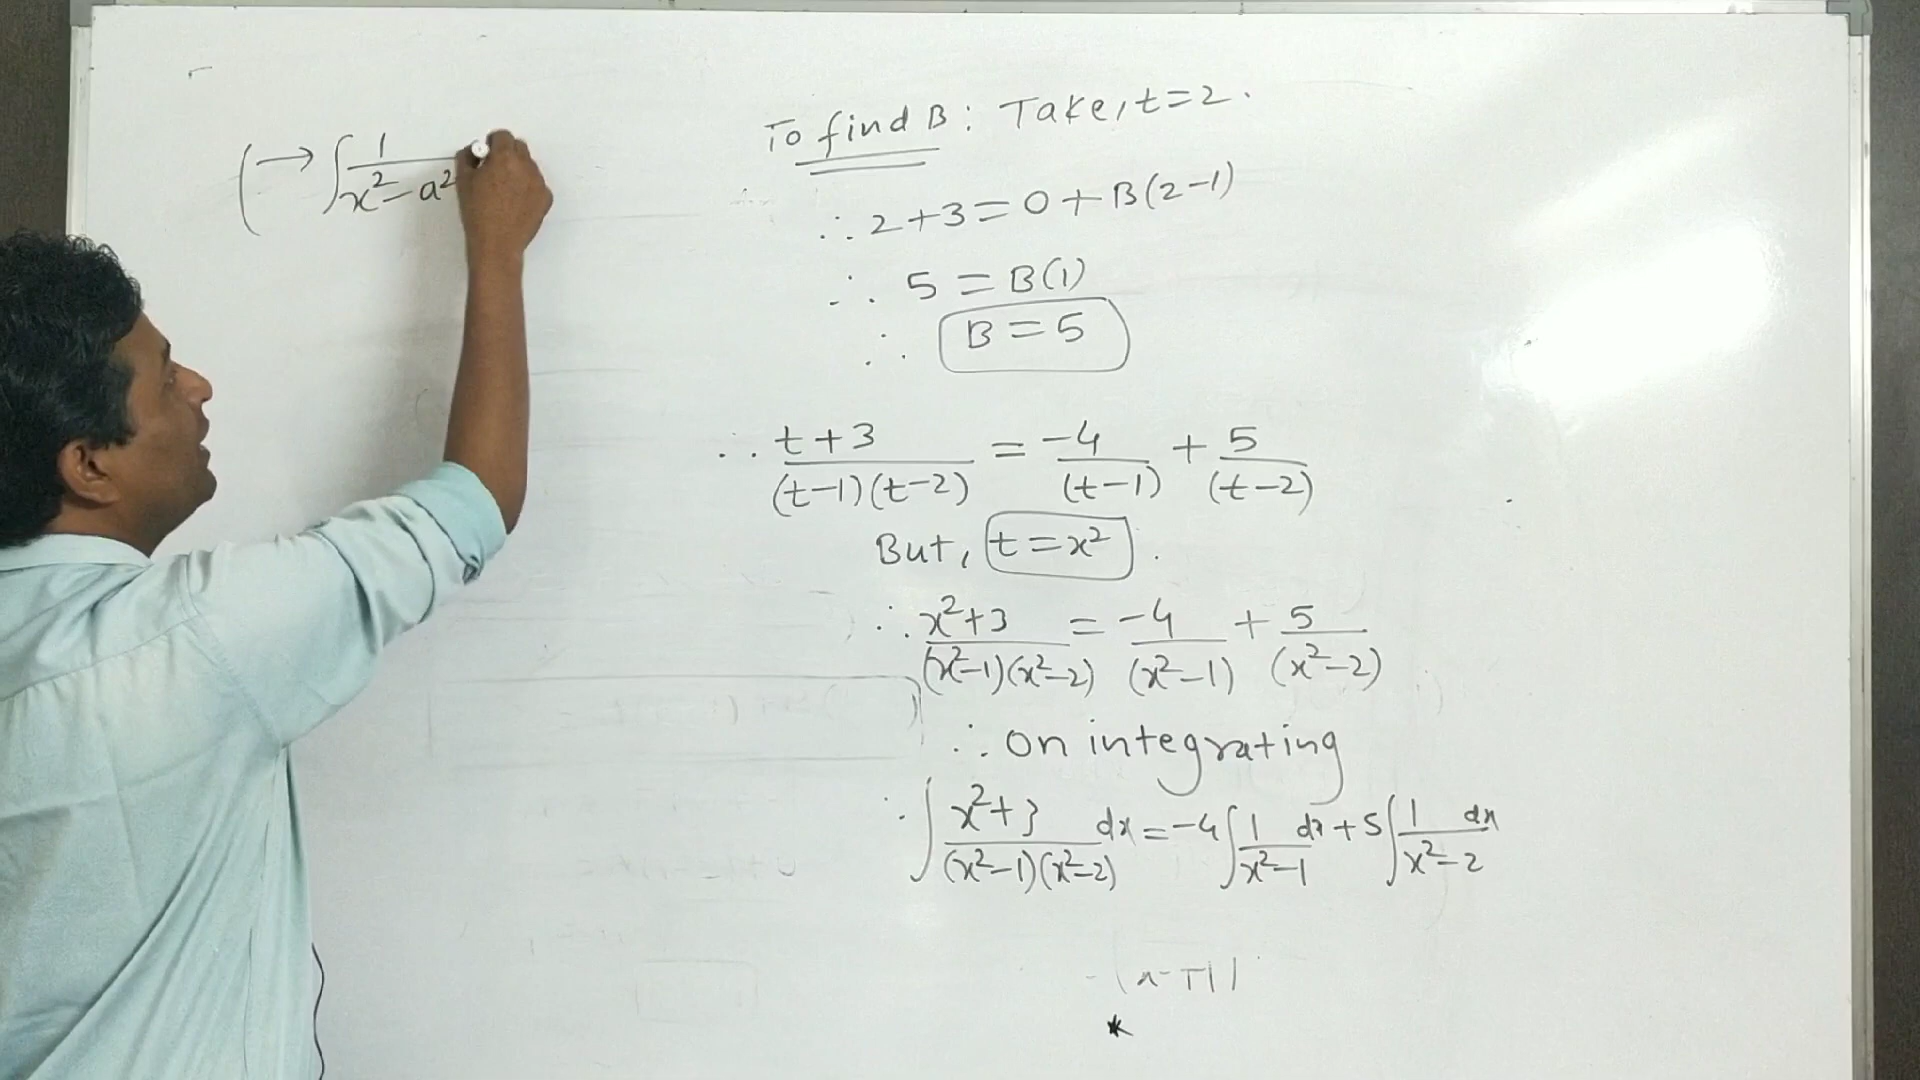 (→ ∫ 1/(x² - a²)
To find B: Take, t=2.
∴ 2+3 = 0+B(2-1)
∴ 5 = B(1)
∴ B = 5
∴ (t+3)/((t-1)(t-2)) = -4/(t-1) + 5/(t-2)
But, t=x².
∴ (x²+3)/((x²-1)(x²-2)) = -4/(x²-1) + 5/(x²-2)
∴ on integrating
∴ ∫ (x²+3)/((x²-1)(x²-2)) dx = -4∫ 1/(x²-1) dx + 5∫ 1/(x²-2) dx